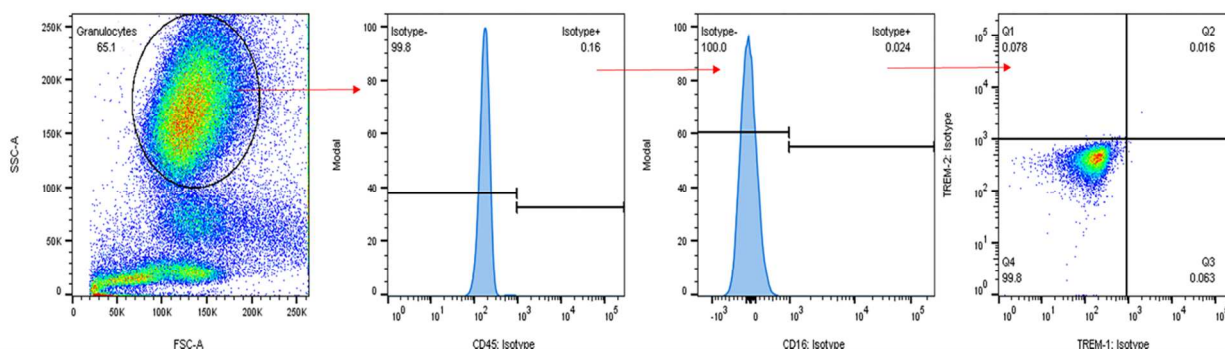 Granulocytes
65.1
250K
200K
150K
100K
50K
0
0 50K 100K 150K 200K 250K
SSC-A
FSC-A
Isotype-
99.8
Isotype+
0.16
100
80
60
40
20
0
10^0 10^1 10^2 10^3 10^4 10^5
Modal
CD45: Isotype
Isotype-
100.0
Isotype+
0.024
100
80
60
40
20
0
-10^3 0 10^3 10^4 10^5
Modal
CD16: Isotype
Q1
0.078
Q2
0.016
Q4
99.8
Q3
0.063
10^5
10^4
10^3
10^2
10^1
10^0
10^0 10^1 10^2 10^3 10^4 10^5
TREM-2: Isotype
TREM-1: Isotype